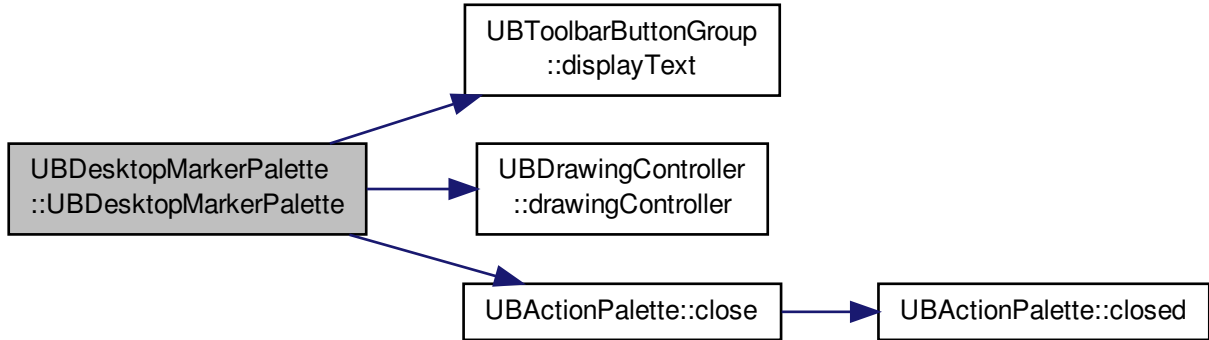 UBToolbarButtonGroup
::displayText
UBDesktopMarkerPalette
::UBDesktopMarkerPalette
UBDrawingController
::drawingController
UBActionPalette::close
UBActionPalette::closed